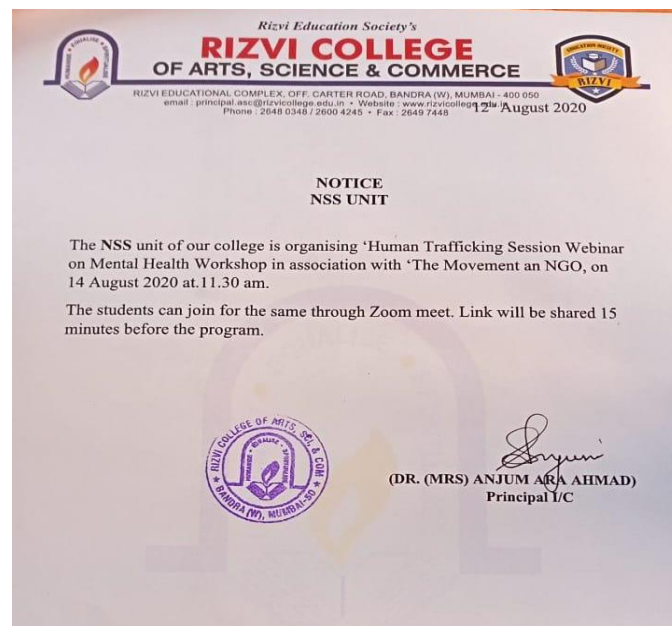 Rizvi Education Society's
RIZVI COLLEGE
OF ARTS, SCIENCE & COMMERCE
RIZVI EDUCATIONAL COMPLEX, OFF. CARTER ROAD, BANDRA (W), MUMBAI - 400 050
email : principal.asc@rizvicollege.edu.in • Website : www.rizvicollege.edu.in
Phone : 2648 0348 / 2600 4245 • Fax : 2649 7448
12th August 2020
EDUCATION SOCIETY
RIZVI
NOTICE
NSS UNIT
The NSS unit of our college is organising ‘Human Trafficking Session Webinar
on Mental Health Workshop in association with ‘The Movement an NGO, on
14 August 2020 at.11.30 am.
The students can join for the same through Zoom meet. Link will be shared 15
minutes before the program.
RIZVI COLLEGE OF ARTS, SCI. & COM
BANDRA (W), MUMBAI-50
(DR. (MRS) ANJUM ARA AHMAD)
Principal I/C